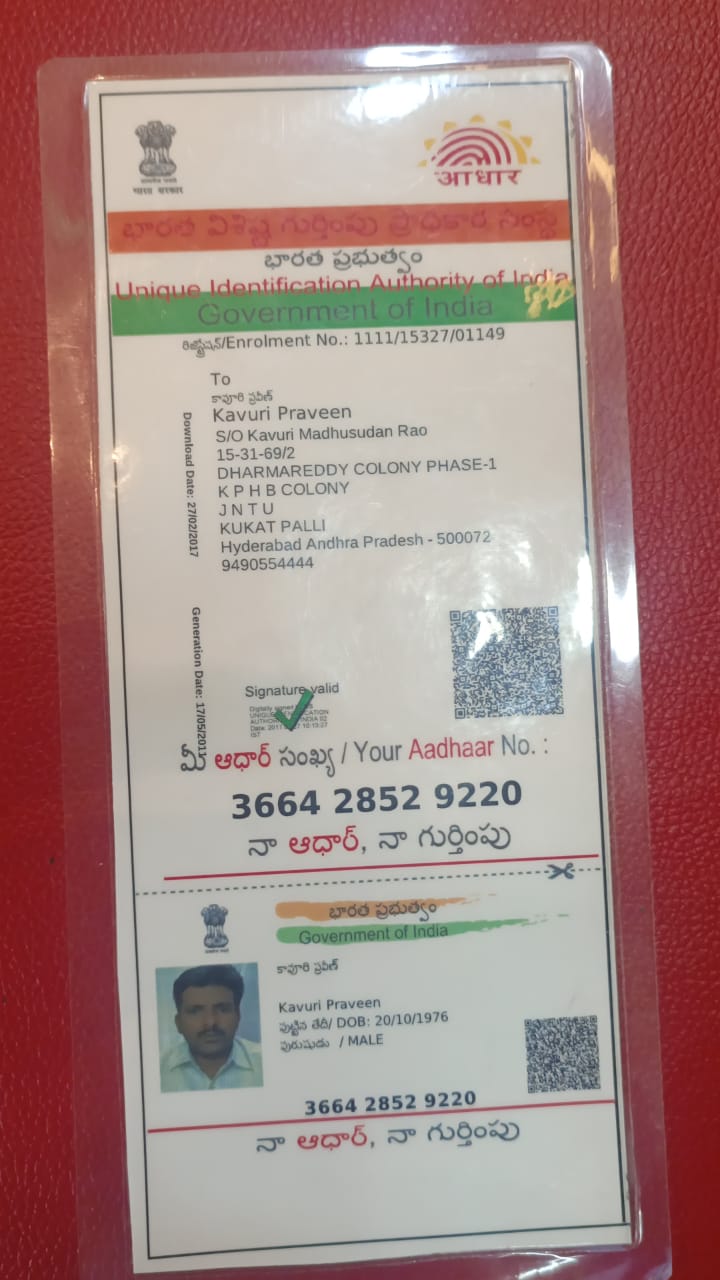 भारत सरकार
आधार
భారత విశిష్ట గుర్తింపు ప్రాధికార సంస్థ
భారత ప్రభుత్వం
Unique Identification Authority of India
Government of India
రిజిస్ట్రేషన్/Enrolment No.: 1111/15327/01149
To
కావూరి ప్రవీణ్
Kavuri Praveen
S/O Kavuri Madhusudan Rao
15-31-69/2
DHARMAREDDY COLONY PHASE-1
K P H B COLONY
J N T U
KUKAT PALLI
Hyderabad Andhra Pradesh - 500072
9490554444
Download Date: 27/02/2017
Generation Date: 17/05/2011
Signature valid
Digitally signed
మీ ఆధార్ సంఖ్య / Your Aadhaar No. :
3664 2852 9220
నా ఆధార్, నా గుర్తింపు
భారత ప్రభుత్వం
Government of India
కావూరి ప్రవీణ్
Kavuri Praveen
పుట్టిన తేదీ/ DOB: 20/10/1976
పురుషుడు / MALE
3664 2852 9220
నా ఆధార్, నా గుర్తింపు